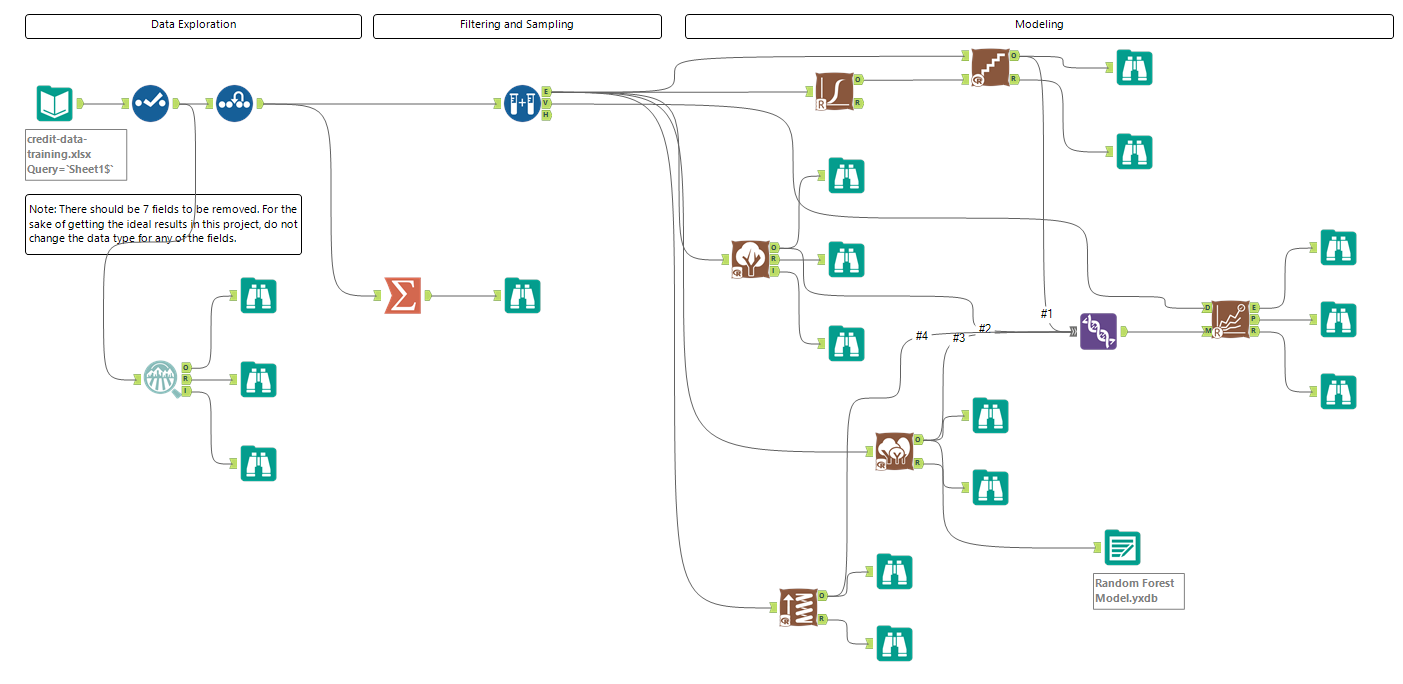 Data Exploration
Filtering and Sampling
Modeling
credit-data-
training.xlsx
Query=`Sheet1$`
Note: There should be 7 fields to be removed. For the
sake of getting the ideal results in this project, do not
change the data type for any of the fields.
O
R
I
E
V
H
R
O
R
R
O
R
R
O
R
I
#1
#2
#3
#4
D
M
R
E
P
R
R
O
R
Random Forest
Model.yxdb
R
O
R